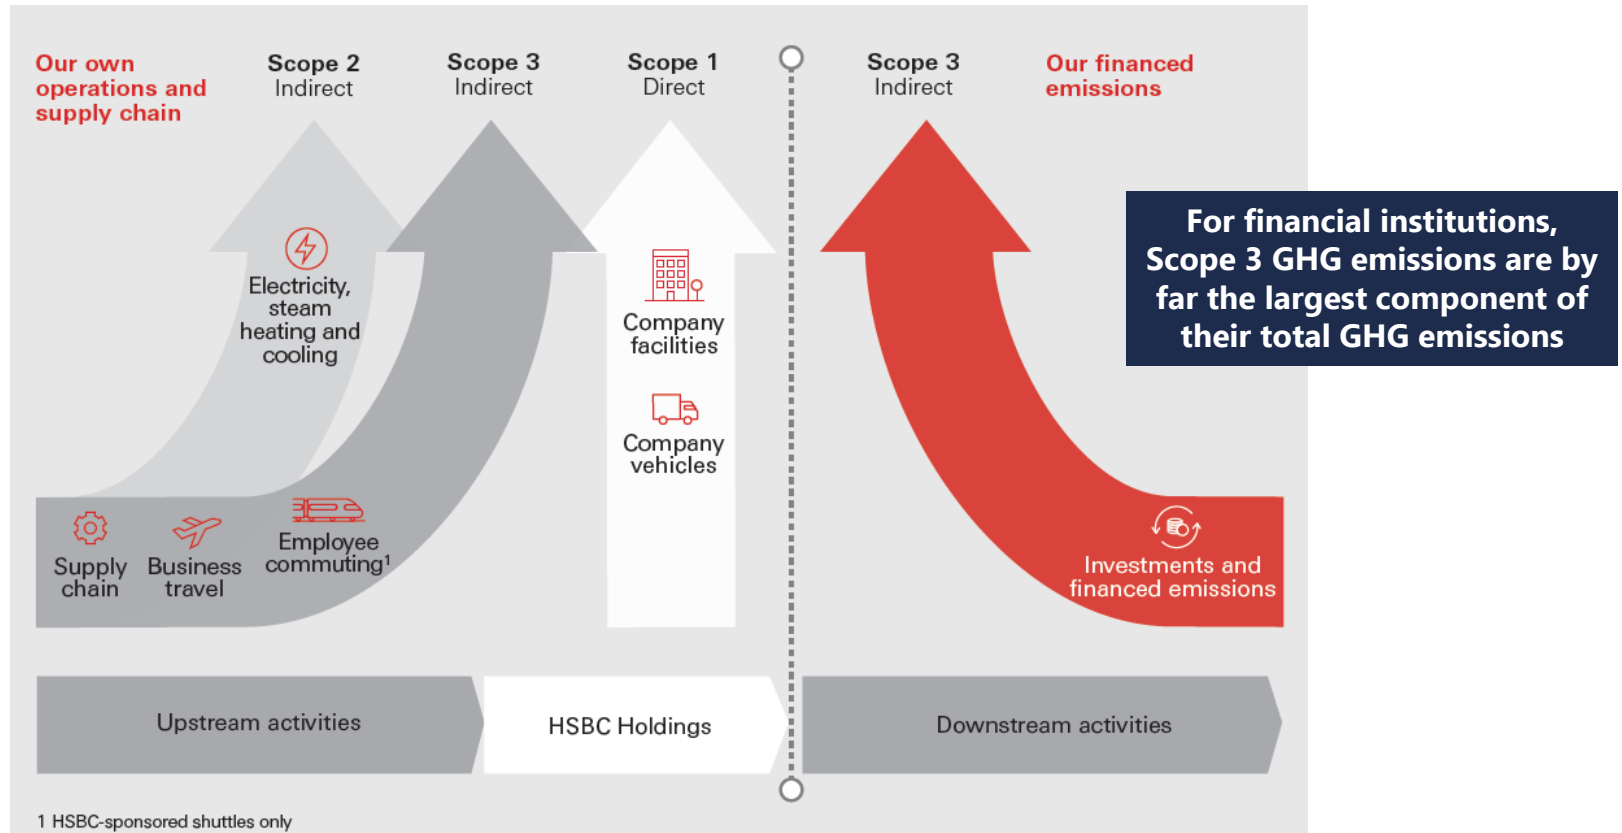 Our own
operations and
supply chain
Scope 2
Indirect
Scope 3
Indirect
Scope 1
Direct
Scope 3
Indirect
Our financed
emissions
For financial institutions,
Scope 3 GHG emissions are by
far the largest component of
their total GHG emissions
Electricity,
steam
heating and
cooling
Company
facilities
Company
vehicles
Supply
chain
Business
travel
Employee
commuting¹
Investments and
financed emissions
Upstream activities
HSBC Holdings
Downstream activities
1 HSBC-sponsored shuttles only